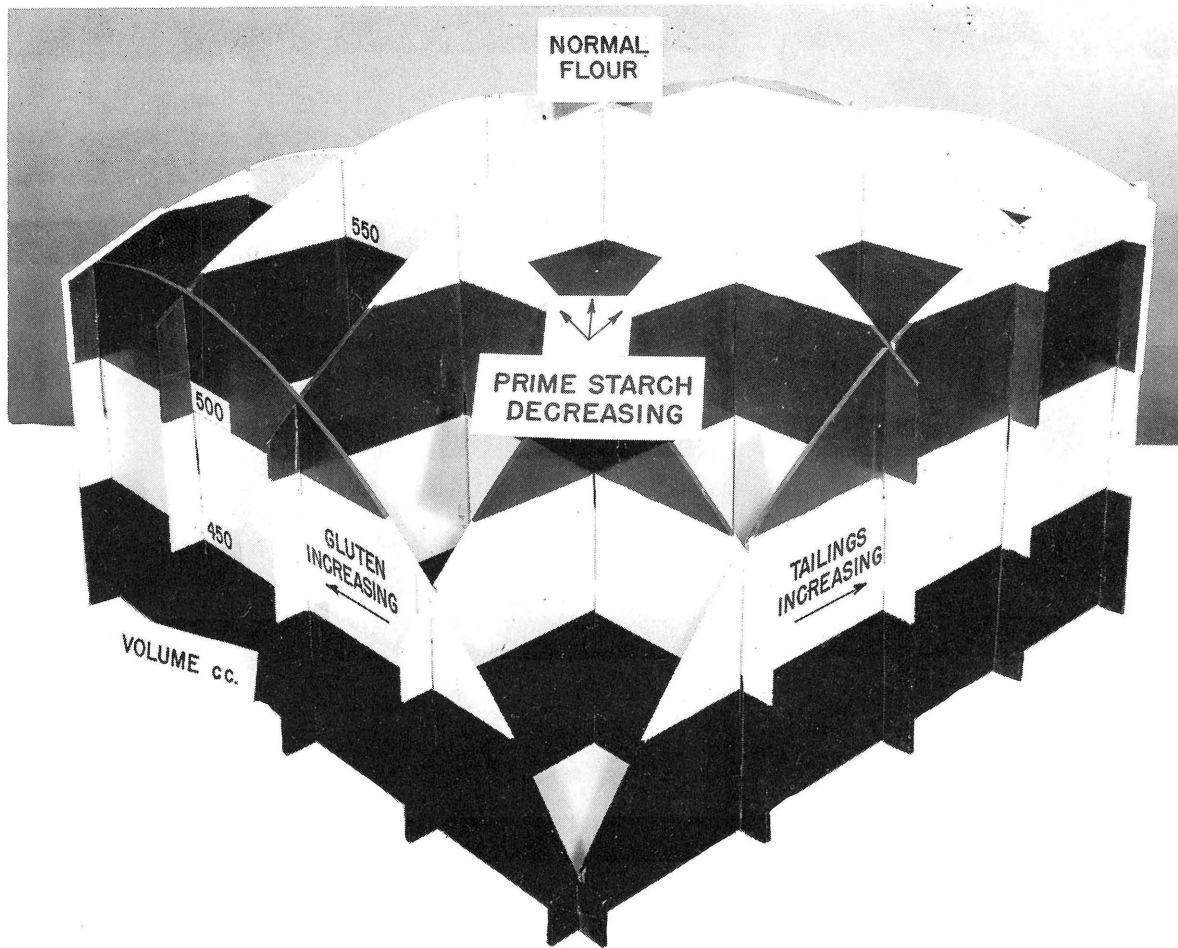 NORMAL
FLOUR
550
PRIME STARCH
DECREASING
500
450
GLUTEN
INCREASING
TAILINGS
INCREASING
VOLUME cc.